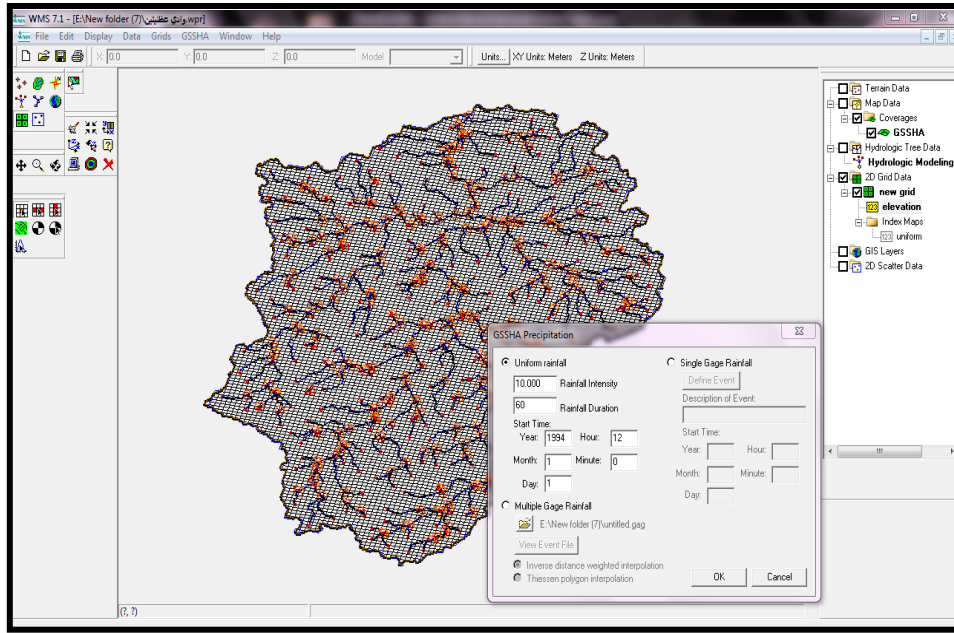 WMS 7.1 - [E:\New folder (7)\وادي عظيتين.wpr]
File Edit Display Data Grids GSSHA Window Help
X: 0.0 Y: 0.0 Z: 0.0 Model Units... XY Units: Meters Z Units: Meters
Terrain Data
Map Data
Coverages
GSSHA
Hydrologic Tree Data
Hydrologic Modeling
2D Grid Data
new grid
123 elevation
Index Maps
123 uniform
GIS Layers
2D Scatter Data
GSSHA Precipitation
Uniform rainfall
10.000 Rainfall Intensity
60 Rainfall Duration
Start Time:
Year: 1994 Hour: 12
Month: 1 Minute: 0
Day: 1
Multiple Gage Rainfall
E:\New folder (7)\untitled.gag
View Event File
Inverse distance weighted interpolation
Thiessen polygon interpolation
Single Gage Rainfall
Define Event
Description of Event:
Start Time:
Year: Hour:
Month: Minute:
Day:
OK Cancel
(?, ?)